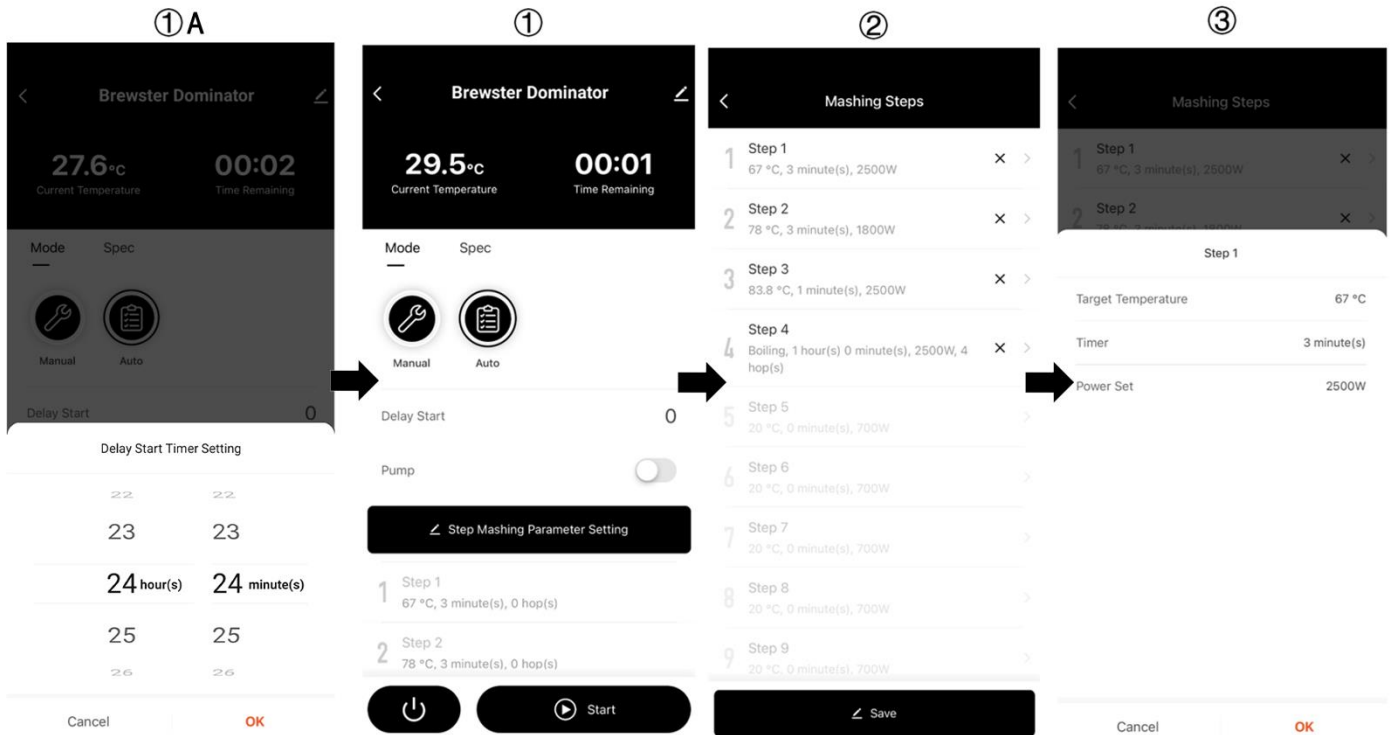 ①A
Brewster Dominator
27.6°C
00:02
Current Temperature
Time Remaining
Mode Spec
Manual Auto
Delay Start 0
Delay Start Timer Setting
22 22
23 23
24 hour(s) 24 minute(s)
25 25
26 26
Cancel OK
①
Brewster Dominator
29.5°C
00:01
Current Temperature
Time Remaining
Mode Spec
Manual Auto
Delay Start 0
Pump
Step Mashing Parameter Setting
1 Step 1
67 °C, 3 minute(s), 0 hop(s)
2 Step 2
78 °C, 3 minute(s), 0 hop(s)
Start
②
Mashing Steps
1 Step 1
67 °C, 3 minute(s), 2500W
2 Step 2
78 °C, 3 minute(s), 1800W
3 Step 3
83.8 °C, 1 minute(s), 2500W
4 Step 4
Boiling, 1 hour(s) 0 minute(s), 2500W, 4
hop(s)
5 Step 5
20 °C, 0 minute(s), 700W
6 Step 6
20 °C, 0 minute(s), 700W
7 Step 7
20 °C, 0 minute(s), 700W
8 Step 8
20 °C, 0 minute(s), 700W
9 Step 9
20 °C, 0 minute(s), 700W
Save
③
Mashing Steps
1 Step 1
67 °C, 3 minute(s), 2500W
2 Step 2
78 °C, 3 minute(s), 1800W
Step 1
Target Temperature 67 °C
Timer 3 minute(s)
Power Set 2500W
Cancel OK